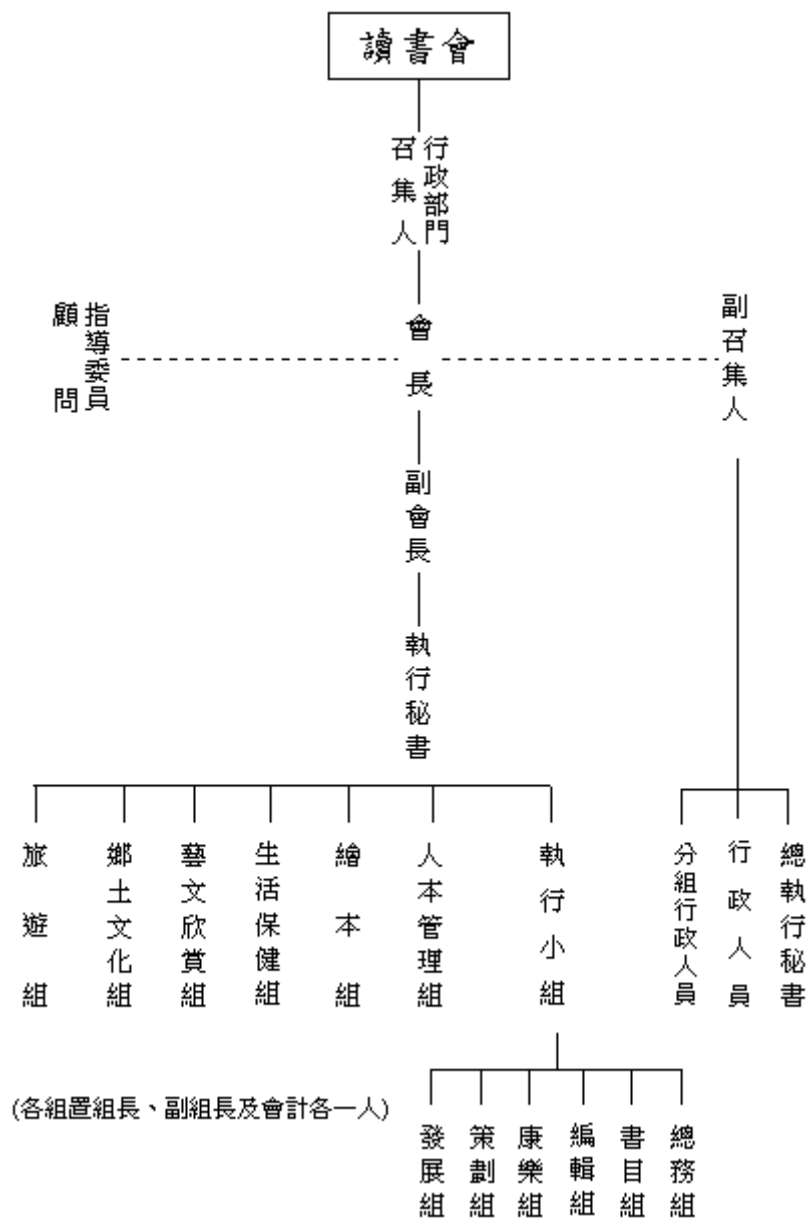 讀書會
行政部門
召集人
指導委員
顧問
會長
副召集人
副會長
執行秘書
旅遊組
鄉土文化組
藝文欣賞組
生活保健組
繪本組
人本管理組
執行小組
分組行政人員
行政人員
總執行秘書
(各組置組長、副組長及會計各一人)
發展組
策劃組
康樂組
編輯組
書目組
總務組